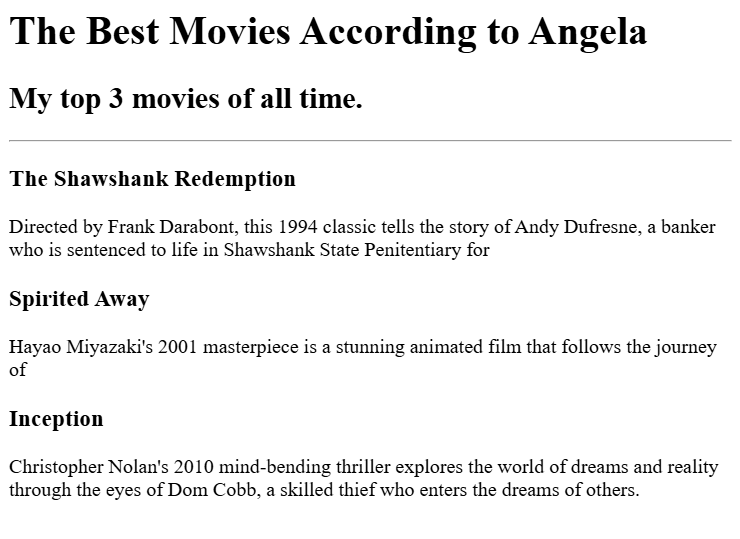 The Best Movies According to Angela
My top 3 movies of all time.
The Shawshank Redemption
Directed by Frank Darabont, this 1994 classic tells the story of Andy Dufresne, a banker
who is sentenced to life in Shawshank State Penitentiary for
Spirited Away
Hayao Miyazaki's 2001 masterpiece is a stunning animated film that follows the journey
of
Inception
Christopher Nolan's 2010 mind-bending thriller explores the world of dreams and reality
through the eyes of Dom Cobb, a skilled thief who enters the dreams of others.